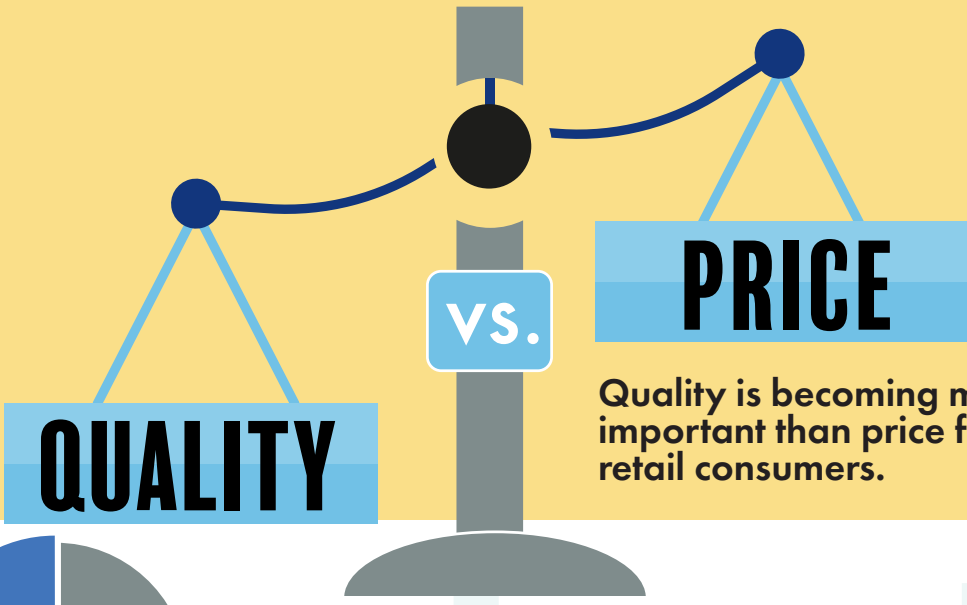 QUALITY
vs.
PRICE
Quality is becoming
important than price
retail consumers.